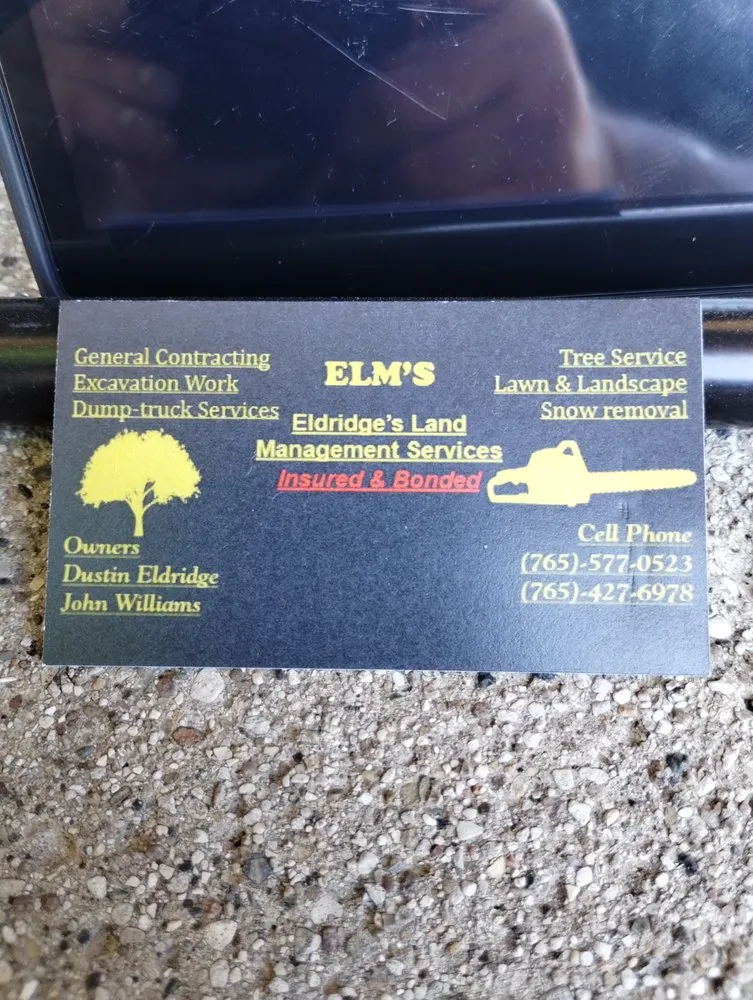 General Contracting
Excavation Work
Dump-truck Services
ELM'S
Eldridge's Land
Management Services
Insured & Bonded
Tree Service
Lawn & Landscape
Snow removal
Owners
Dustin Eldridge
John Williams
Cell Phone
(765)-577-0523
(765)-427-6978